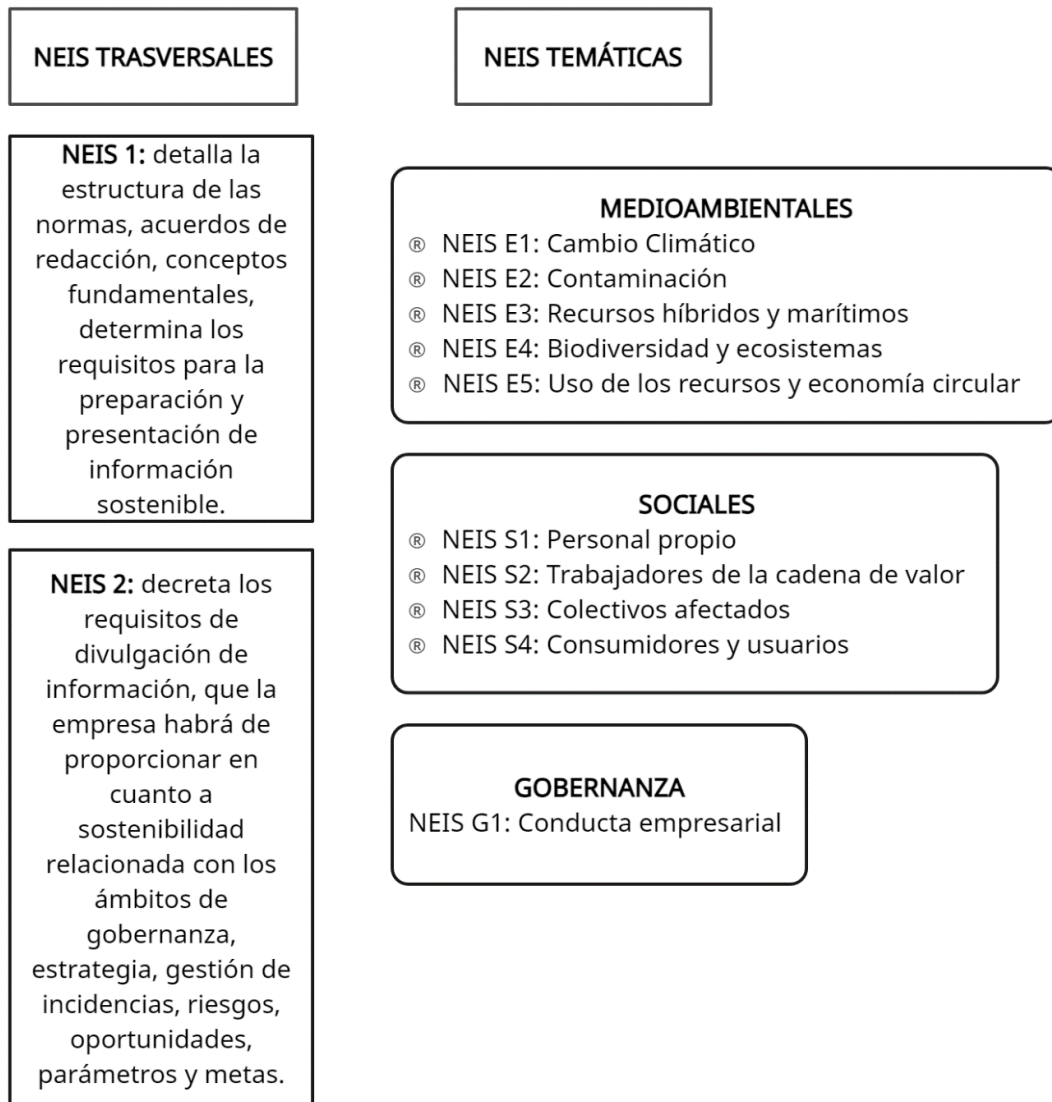 NEIS TRASVERSALES
NEIS 1: detalla la
estructura de las
normas, acuerdos de
redacción, conceptos
fundamentales,
determina los
requisitos para la
preparación y
presentación de
información
sostenible.
NEIS 2: decreta los
requisitos de
divulgación de
información, que la
empresa habrá de
proporcionar en
cuanto a
sostenibilidad
relacionada con los
ámbitos de
gobernanza,
estrategia, gestión de
incidencias, riesgos,
oportunidades,
parámetros y metas.
NEIS TEMÁTICAS
MEDIOAMBIENTALES
® NEIS E1: Cambio Climático
® NEIS E2: Contaminación
® NEIS E3: Recursos híbridos y marítimos
® NEIS E4: Biodiversidad y ecosistemas
® NEIS E5: Uso de los recursos y economía circular
SOCIALES
® NEIS S1: Personal propio
® NEIS S2: Trabajadores de la cadena de valor
® NEIS S3: Colectivos afectados
® NEIS S4: Consumidores y usuarios
GOBERNANZA
NEIS G1: Conducta empresarial